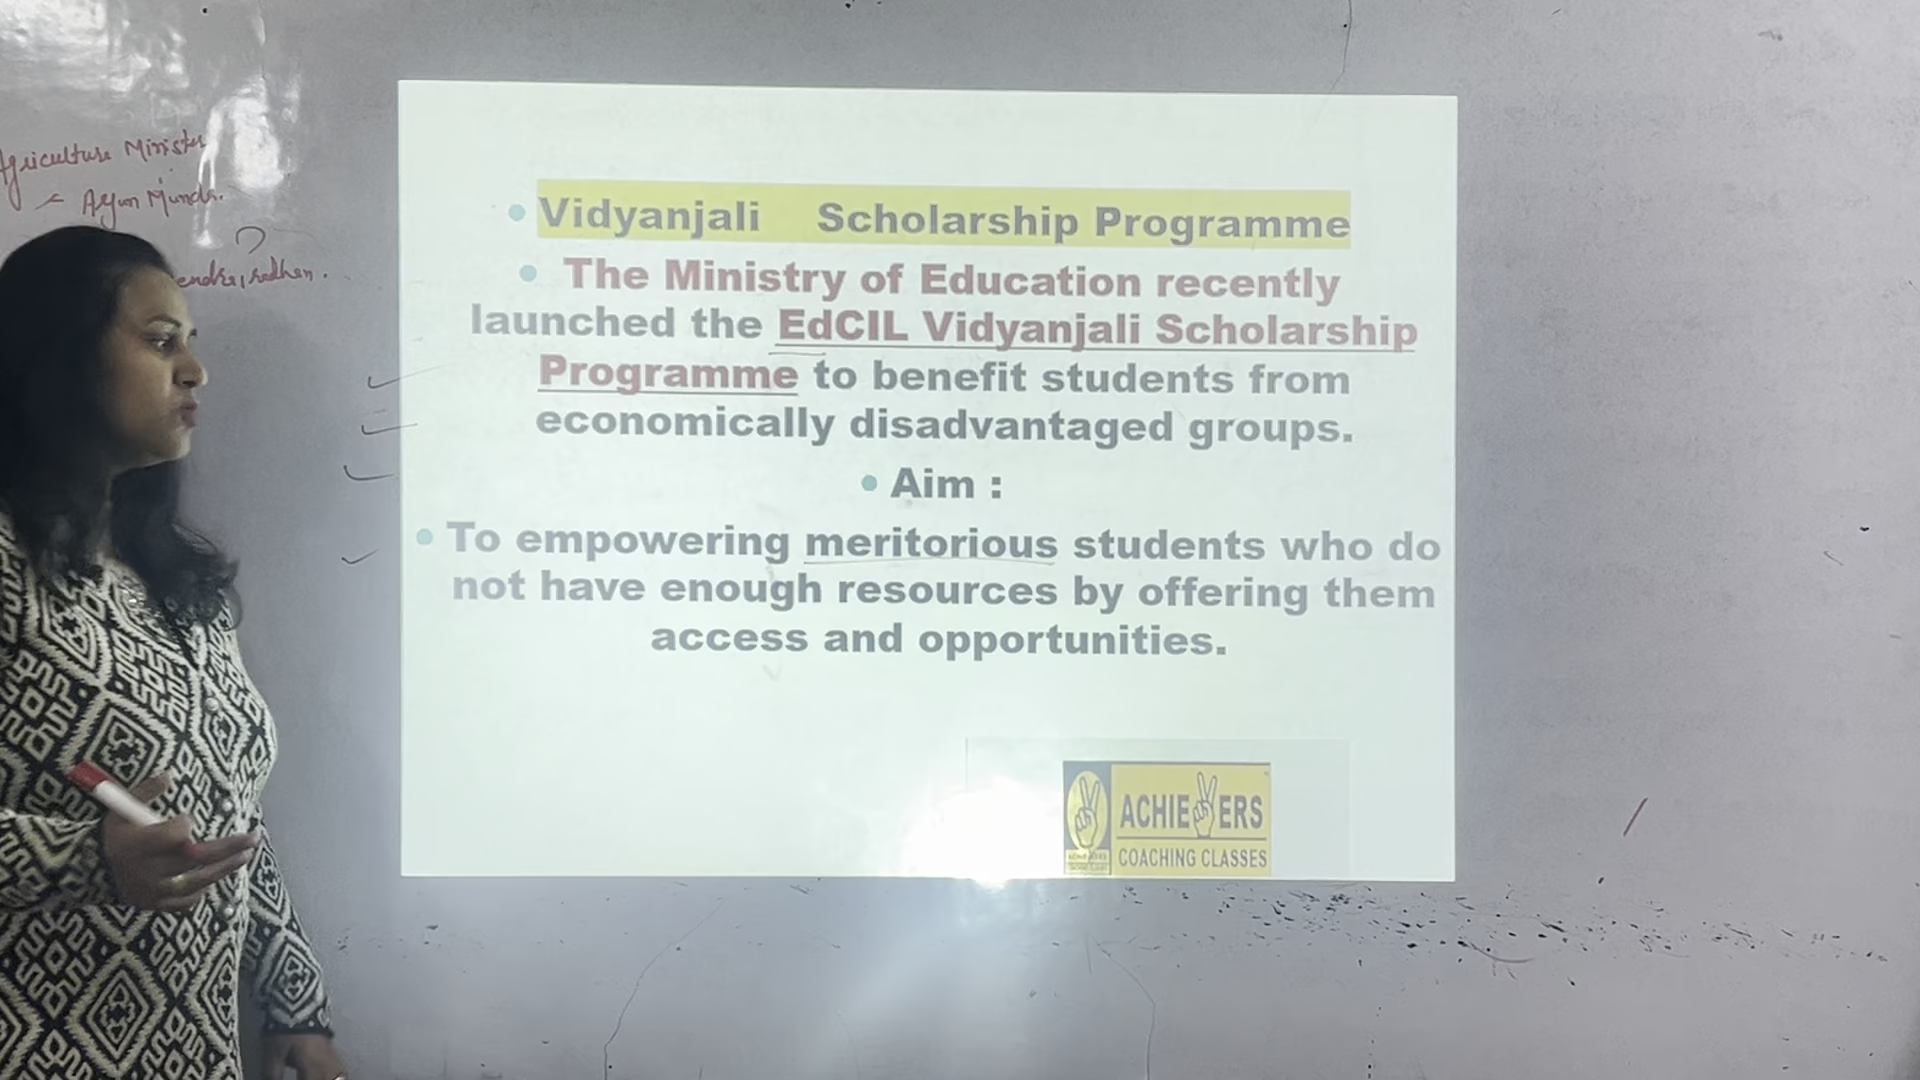 Agriculture Minister
Arjun Munda.
• Vidyanjali Scholarship Programme
• The Ministry of Education recently
launched the EdCIL Vidyanjali Scholarship
Programme to benefit students from
economically disadvantaged groups.
• Aim :
• To empowering meritorious students who do
not have enough resources by offering them
access and opportunities.
ACHIEVERS
COACHING CLASSES